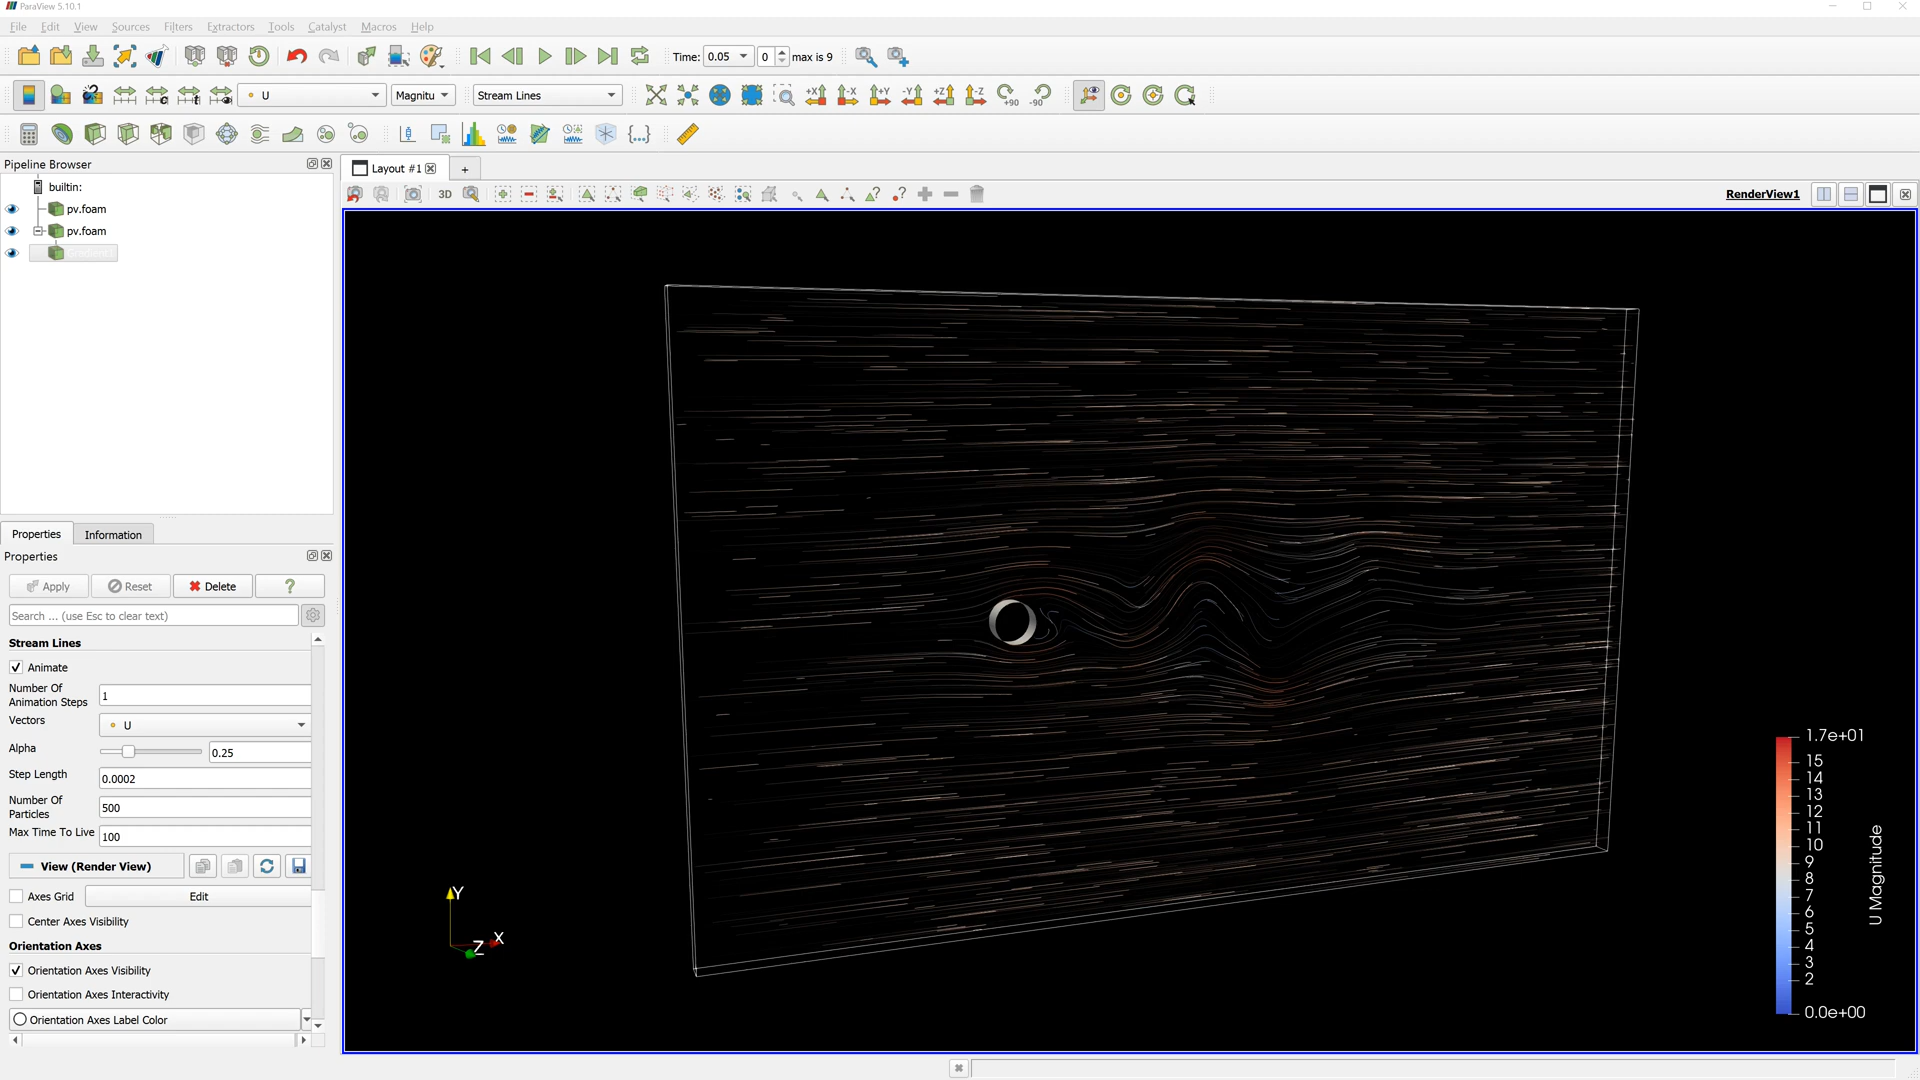 ParaView 5.10.1
File Edit View Sources Filters Extractors Tools Catalyst Macros Help
Time: 0.05 0 max is 9
U Magnitu Stream Lines +X -X +Y -Y +Z -Z +90 -90
Pipeline Browser
builtin:
pv.foam
pv.foam
Layout #1 +
3D
RenderView1
Properties Information
Properties
Apply Reset Delete ?
Search ... (use Esc to clear text)
Stream Lines
Animate
Number Of
Animation Steps 1
Vectors U
Alpha 0.25
Step Length 0.0002
Number Of
Particles 500
Max Time To Live 100
View (Render View)
Axes Grid Edit
Center Axes Visibility
Orientation Axes
Orientation Axes Visibility
Orientation Axes Interactivity
Orientation Axes Label Color
Y
X
Z
1.7e+01
15
14
13
12
11
10
9
8
7
6
5
4
3
2
0.0e+00
U Magnitude